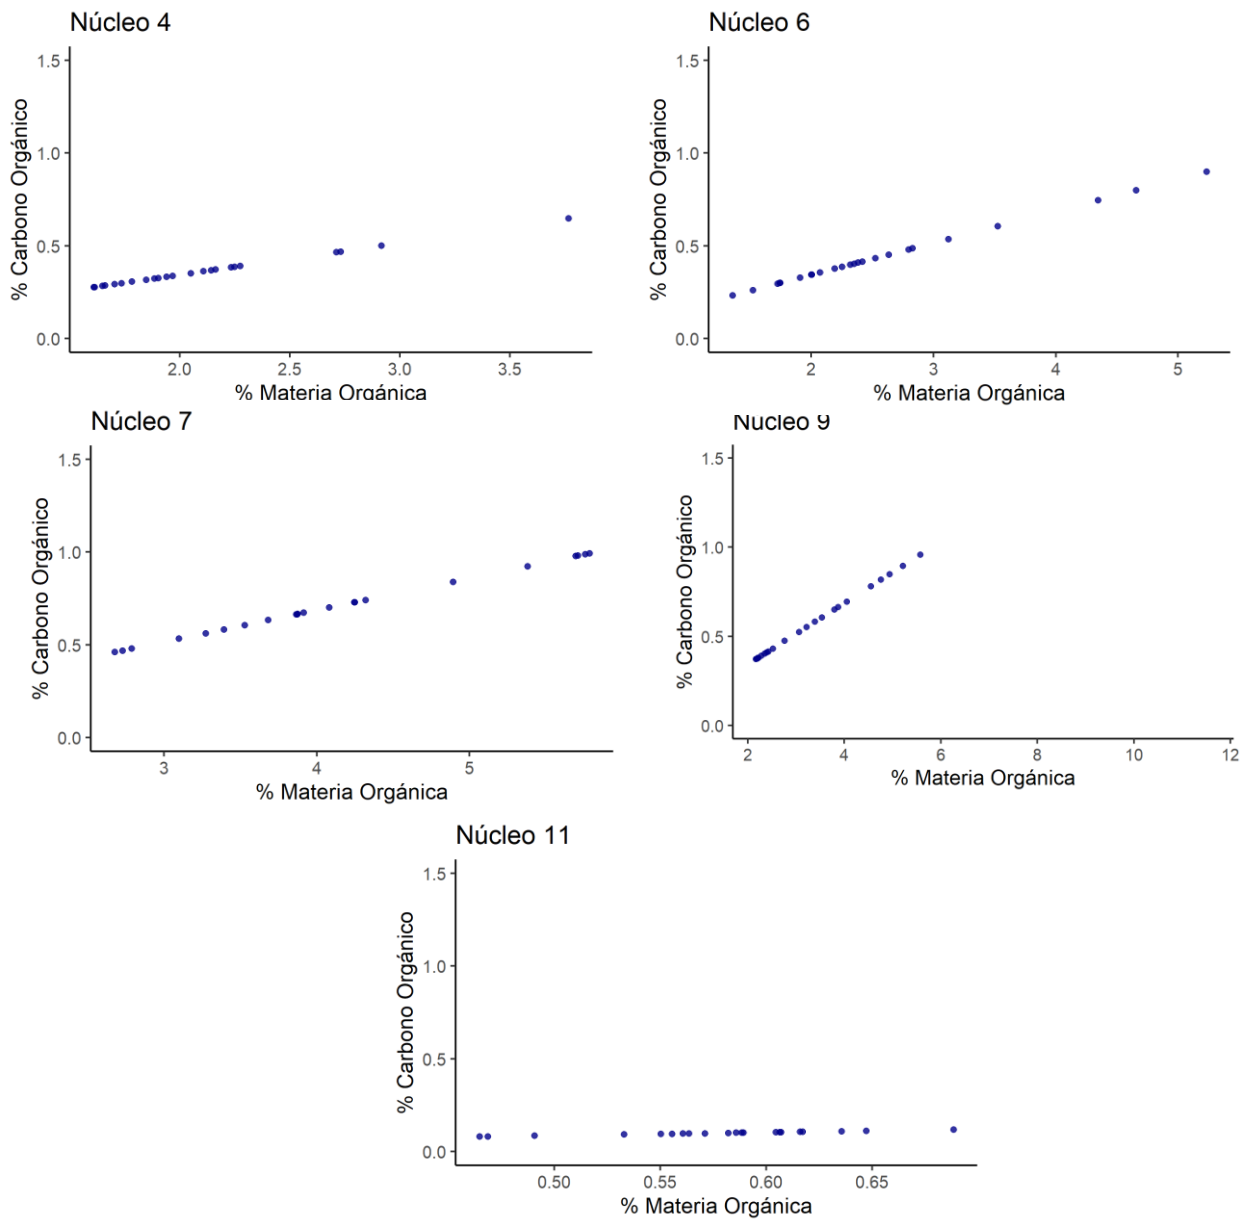 Núcleo 4
1.5
1.0
0.5
0.0
% Carbono Orgánico
2.0 2.5 3.0 3.5
% Materia Orgánica
Núcleo 6
1.5
1.0
0.5
0.0
% Carbono Orgánico
2 3 4 5
% Materia Orgánica
Núcleo 7
1.5
1.0
0.5
0.0
% Carbono Orgánico
3 4 5
% Materia Orgánica
Núcleo 9
1.5
1.0
0.5
0.0
% Carbono Orgánico
2 4 6 8 10 12
% Materia Orgánica
Núcleo 11
1.5
1.0
0.5
0.0
% Carbono Orgánico
0.50 0.55 0.60 0.65
% Materia Orgánica